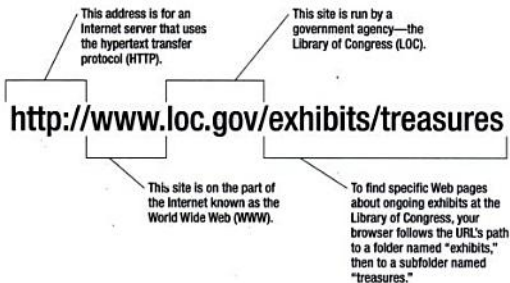 This address is for an
Internet server that uses
the hypertext transfer
protocol (HTTP).
This site is run by a
government agency—the
Library of Congress (LOC).
http://www.loc.gov/exhibits/treasures
This site is on the part of
the Internet known as the
World Wide Web (WWW).
To find specific Web pages
about ongoing exhibits at the
Library of Congress, your
browser follows the URL's path
to a folder named "exhibits,"
then to a subfolder named
"treasures."